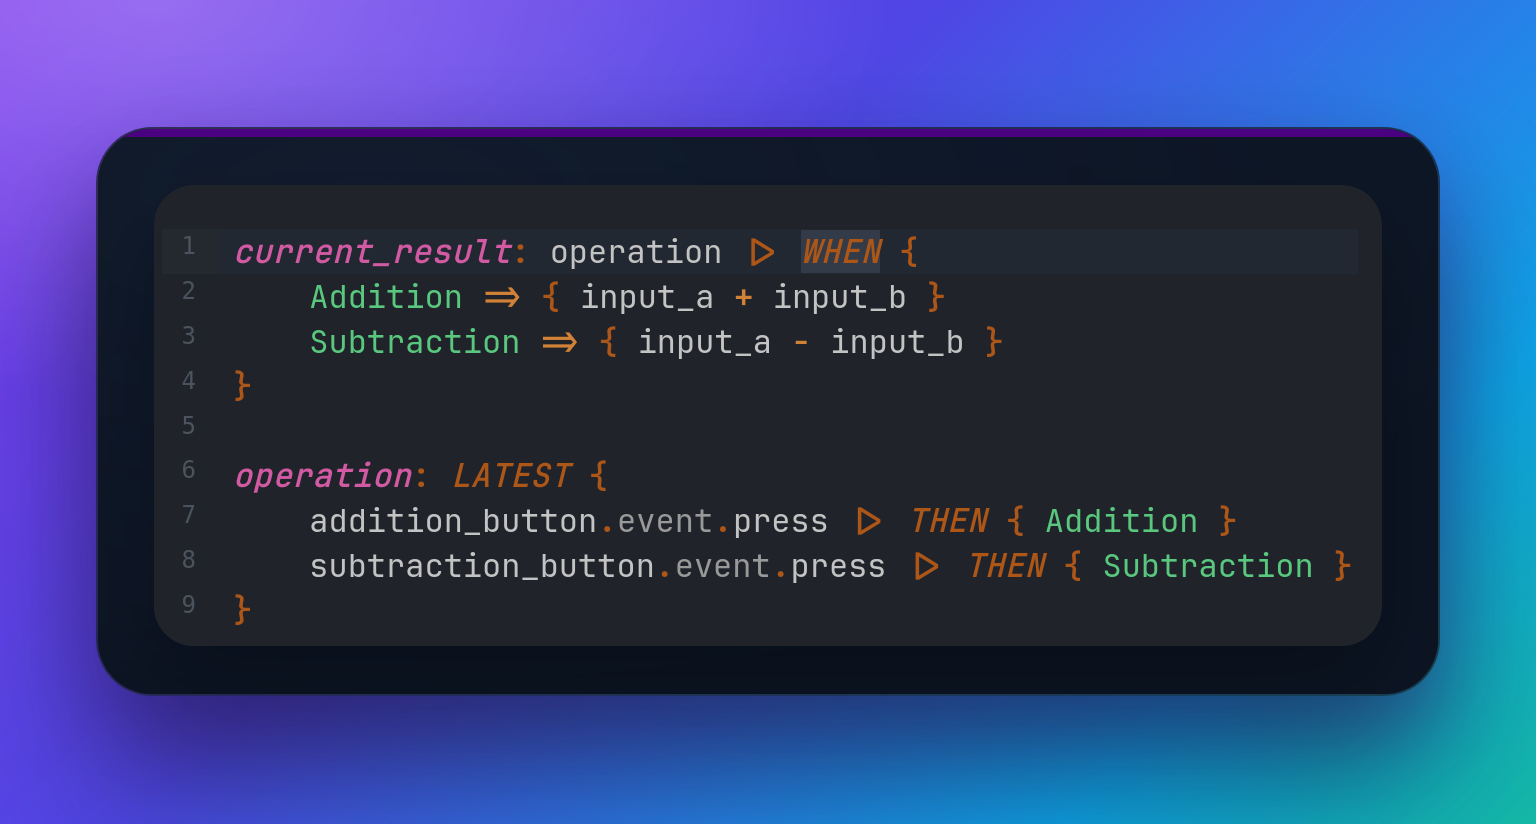 1 current_result: operation ▷ WHEN {
2     Addition => { input_a + input_b }
3     Subtraction => { input_a - input_b }
4 }
5
6 operation: LATEST {
7     addition_button.event.press ▷ THEN { Addition }
8     subtraction_button.event.press ▷ THEN { Subtraction }
9 }